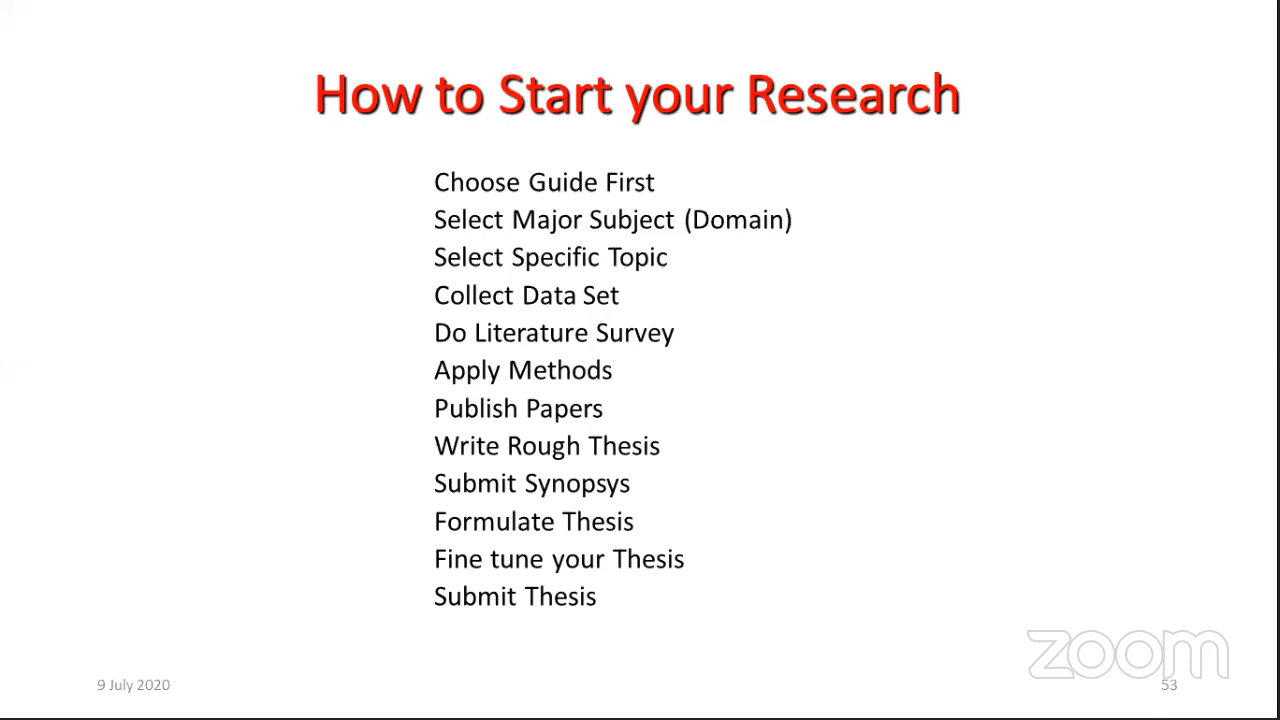 How to Start your Research
Choose Guide First
Select Major Subject (Domain)
Select Specific Topic
Collect Data Set
Do Literature Survey
Apply Methods
Publish Papers
Write Rough Thesis
Submit Synopsys
Formulate Thesis
Fine tune your Thesis
Submit Thesis
zoom
9 July 2020
53